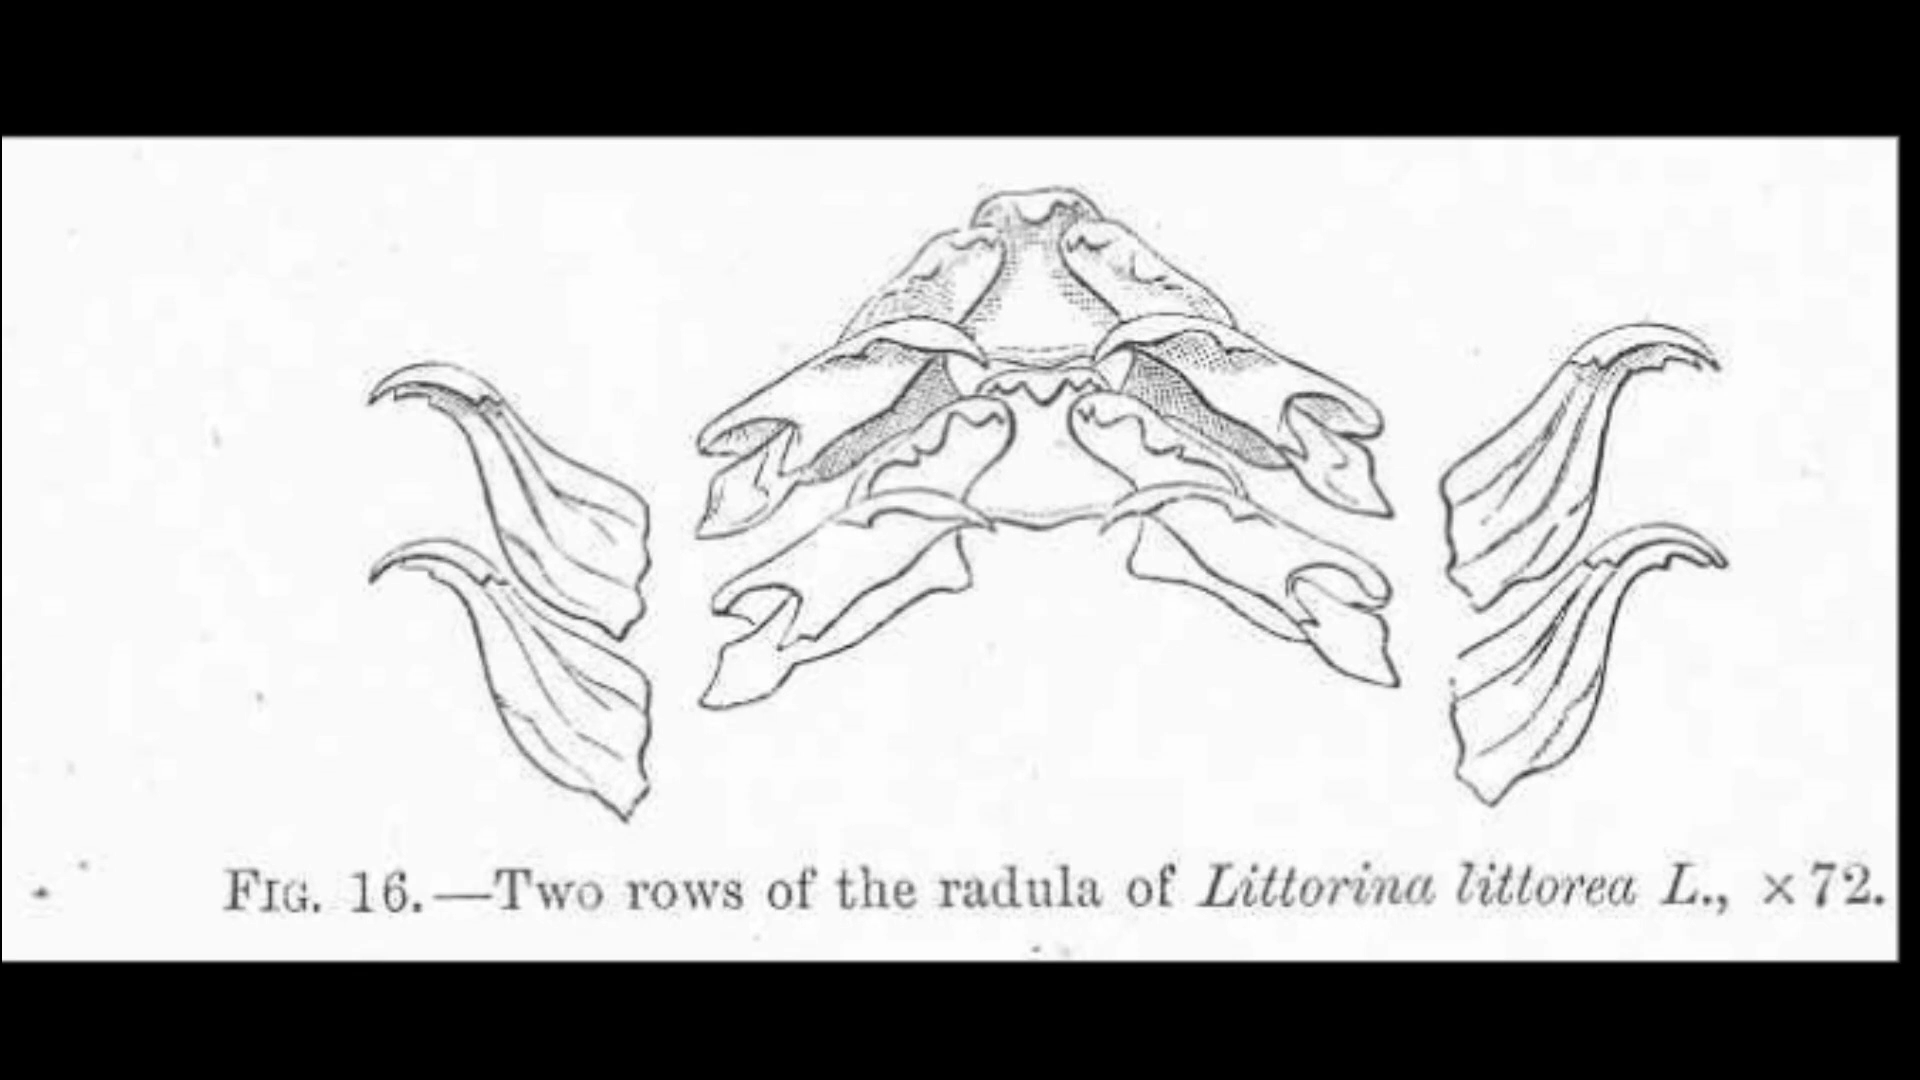 FIG. 16.—Two rows of the radula of Littorina littorea L., × 72.